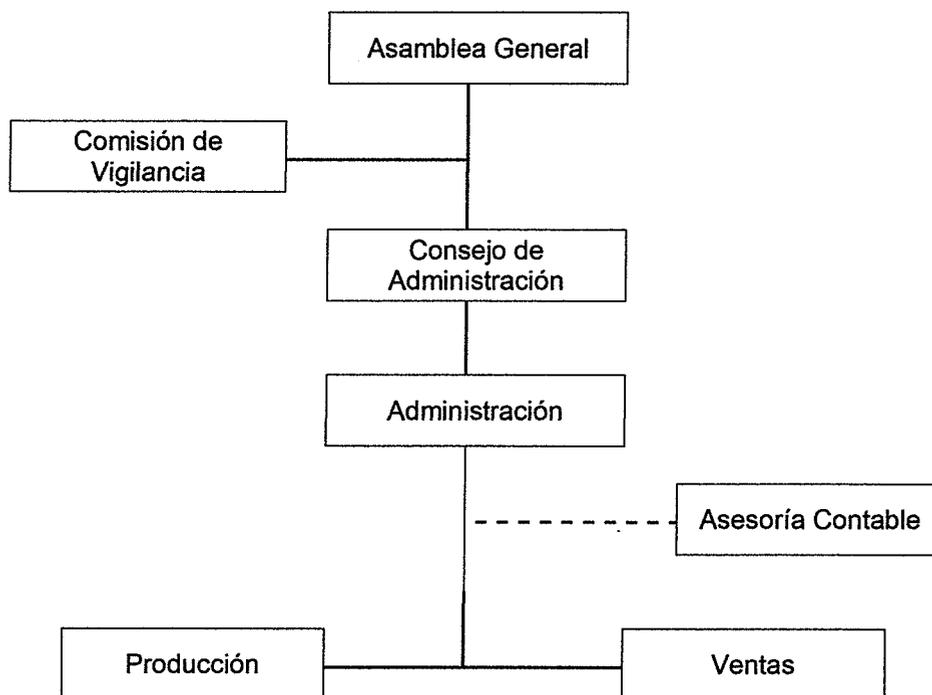 Asamblea General
Comisión de
Vigilancia
Consejo de
Administración
Administración
Asesoría Contable
Producción
Ventas